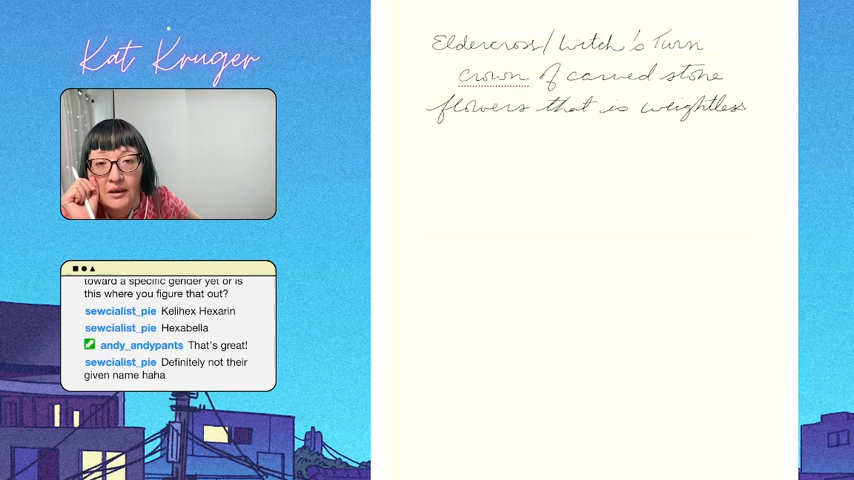 Kat Kruger
toward a specific gender yet or is
this where you figure that out?
sewcialist_pie Kelihex Hexarin
sewcialist_pie Hexabella
andy_andypants That's great!
sewcialist_pie Definitely not their
given name haha
Eldercross/Witch's Turn
crown of carved stone
flowers that is weightless